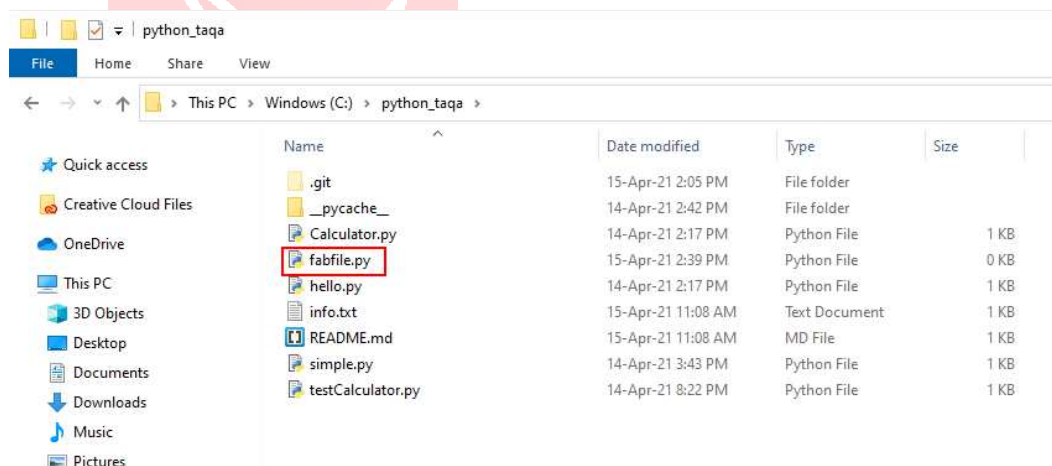 python_taqa
File Home Share View
This PC > Windows (C:) > python_taqa >
Quick access
Creative Cloud Files
OneDrive
This PC
3D Objects
Desktop
Documents
Downloads
Music
Pictures
Name Date modified Type Size
.git 15-Apr-21 2:05 PM File folder
__pycache__ 14-Apr-21 2:42 PM File folder
Calculator.py 14-Apr-21 2:17 PM Python File 1 KB
fabfile.py 15-Apr-21 2:39 PM Python File 0 KB
hello.py 14-Apr-21 2:17 PM Python File 1 KB
info.txt 15-Apr-21 11:08 AM Text Document 1 KB
README.md 15-Apr-21 11:08 AM MD File 1 KB
simple.py 14-Apr-21 3:43 PM Python File 1 KB
testCalculator.py 14-Apr-21 8:22 PM Python File 1 KB